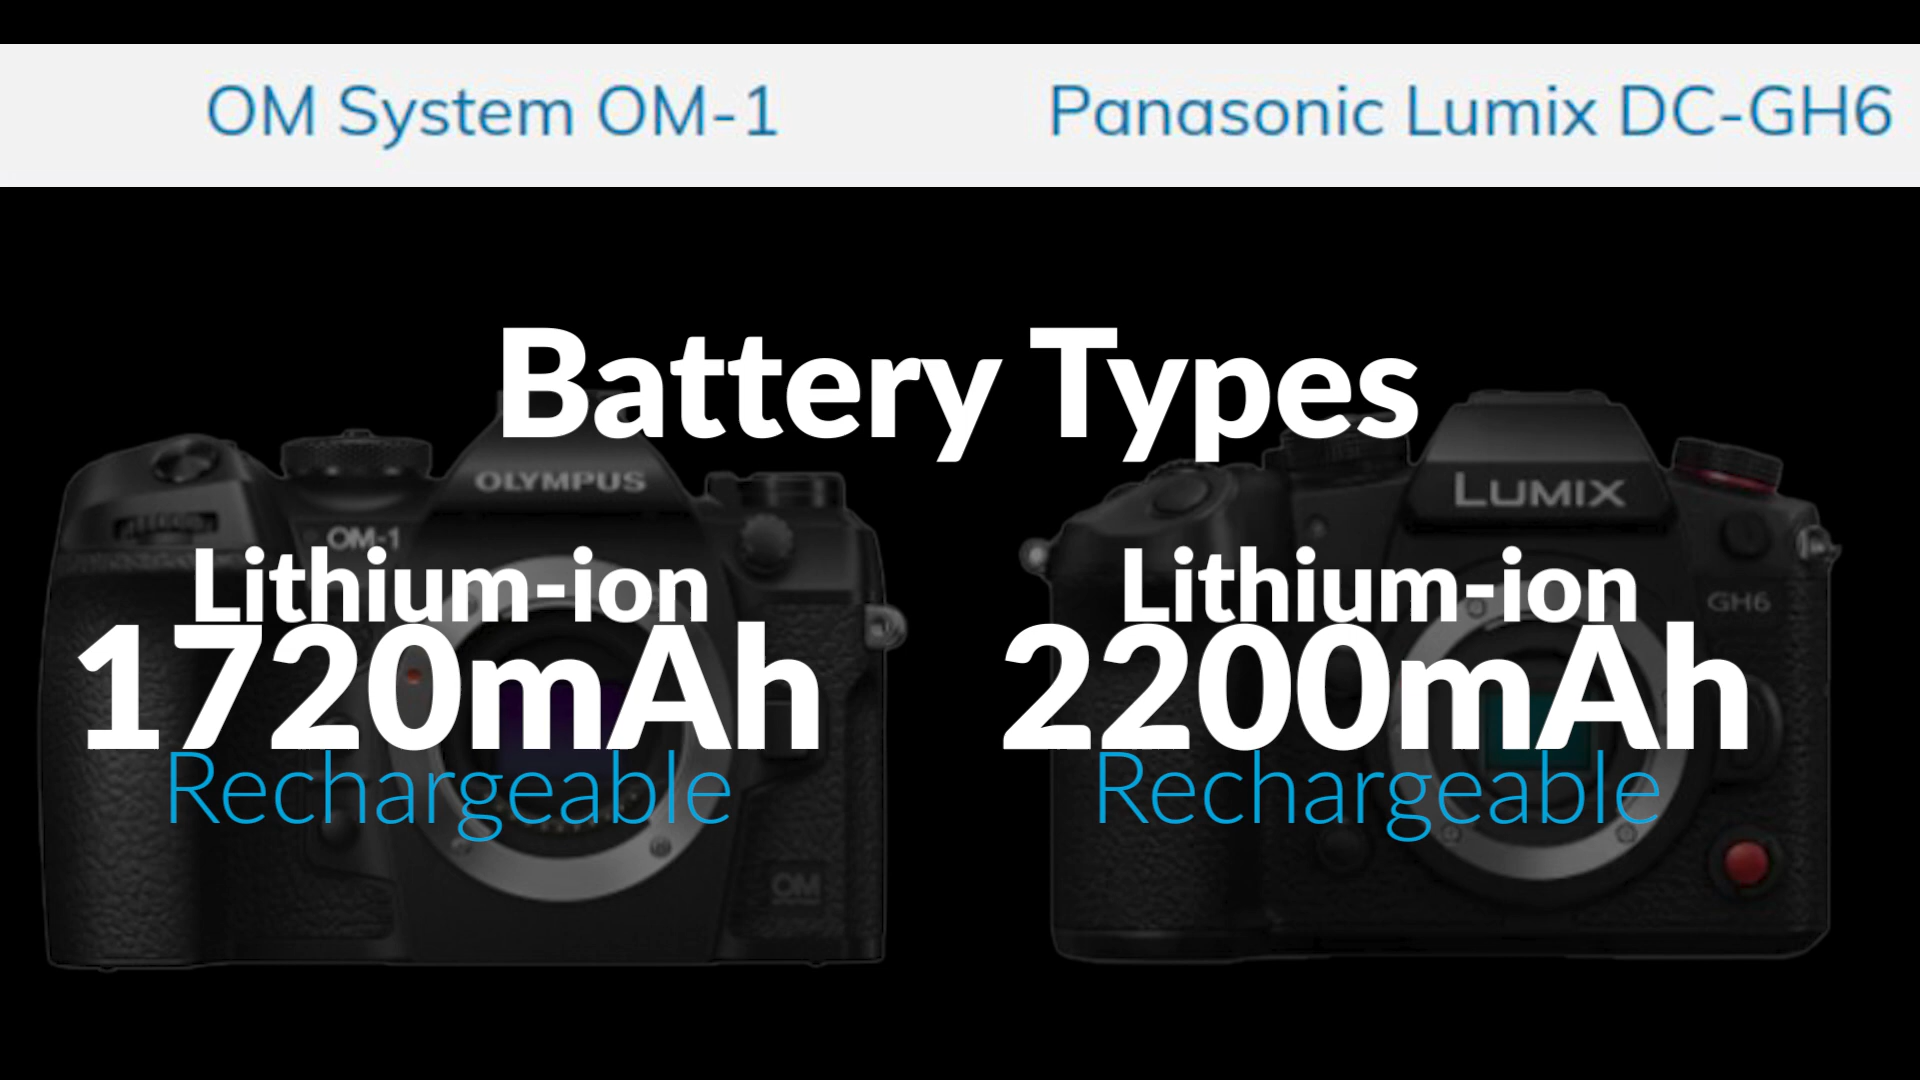 OM System OM-1
Panasonic Lumix DC-GH6
Battery Types
OLYMPUS
LUMIX
OM-1
GH6
Lithium-ion
1720mAh
Rechargeable
Lithium-ion
2200mAh
Rechargeable
OM